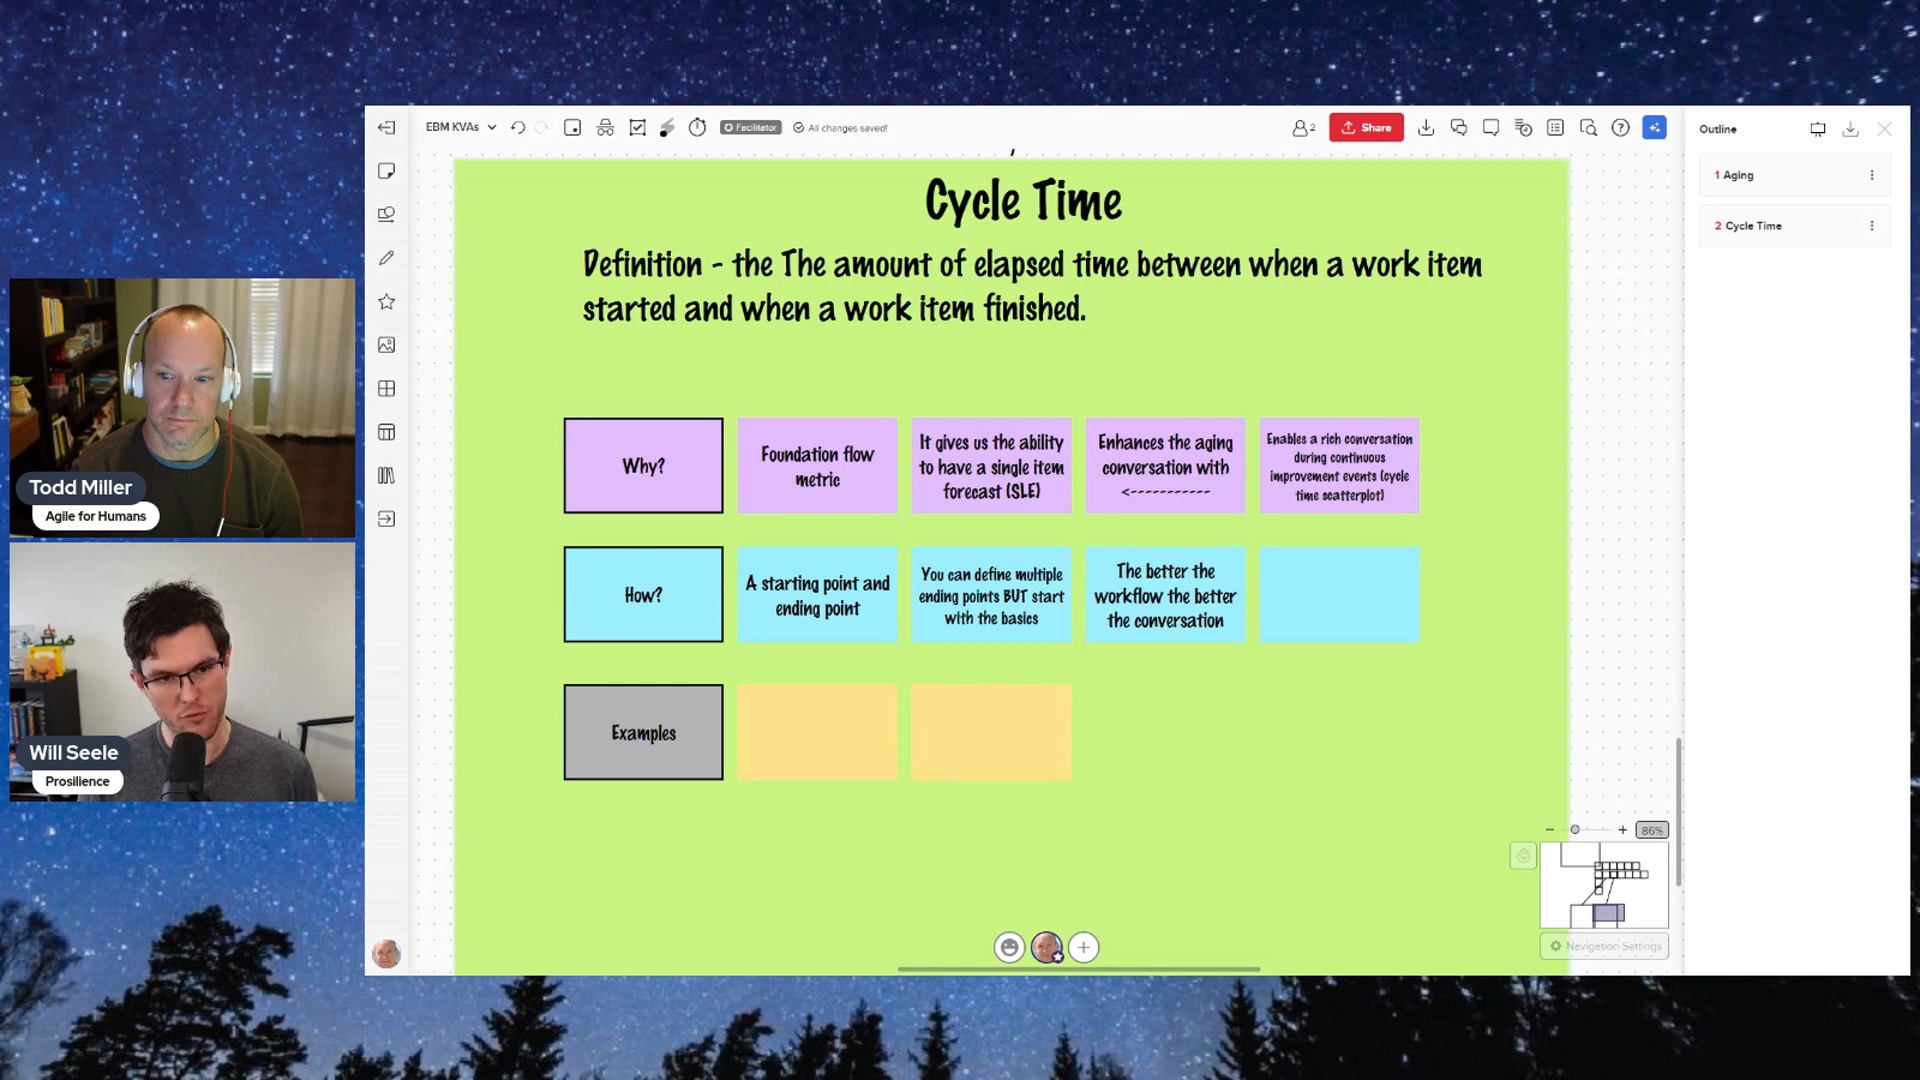 EBM KVAs
Facilitator
All changes saved!
2
Share
Outline
1 Aging
2 Cycle Time
Cycle Time
Definition - the The amount of elapsed time between when a work item
started and when a work item finished.
Why?
Foundation flow
metric
It gives us the ability
to have a single item
forecast (SLE)
Enhances the aging
conversation with
<-----------
Enables a rich conversation
during continuous
improvement events (cycle
time scatterplot)
How?
A starting point and
ending point
You can define multiple
ending points BUT start
with the basics
The better the
workflow the better
the conversation
Examples
86%
Navigation Settings
Todd Miller
Agile for Humans
Will Seele
Prosilience